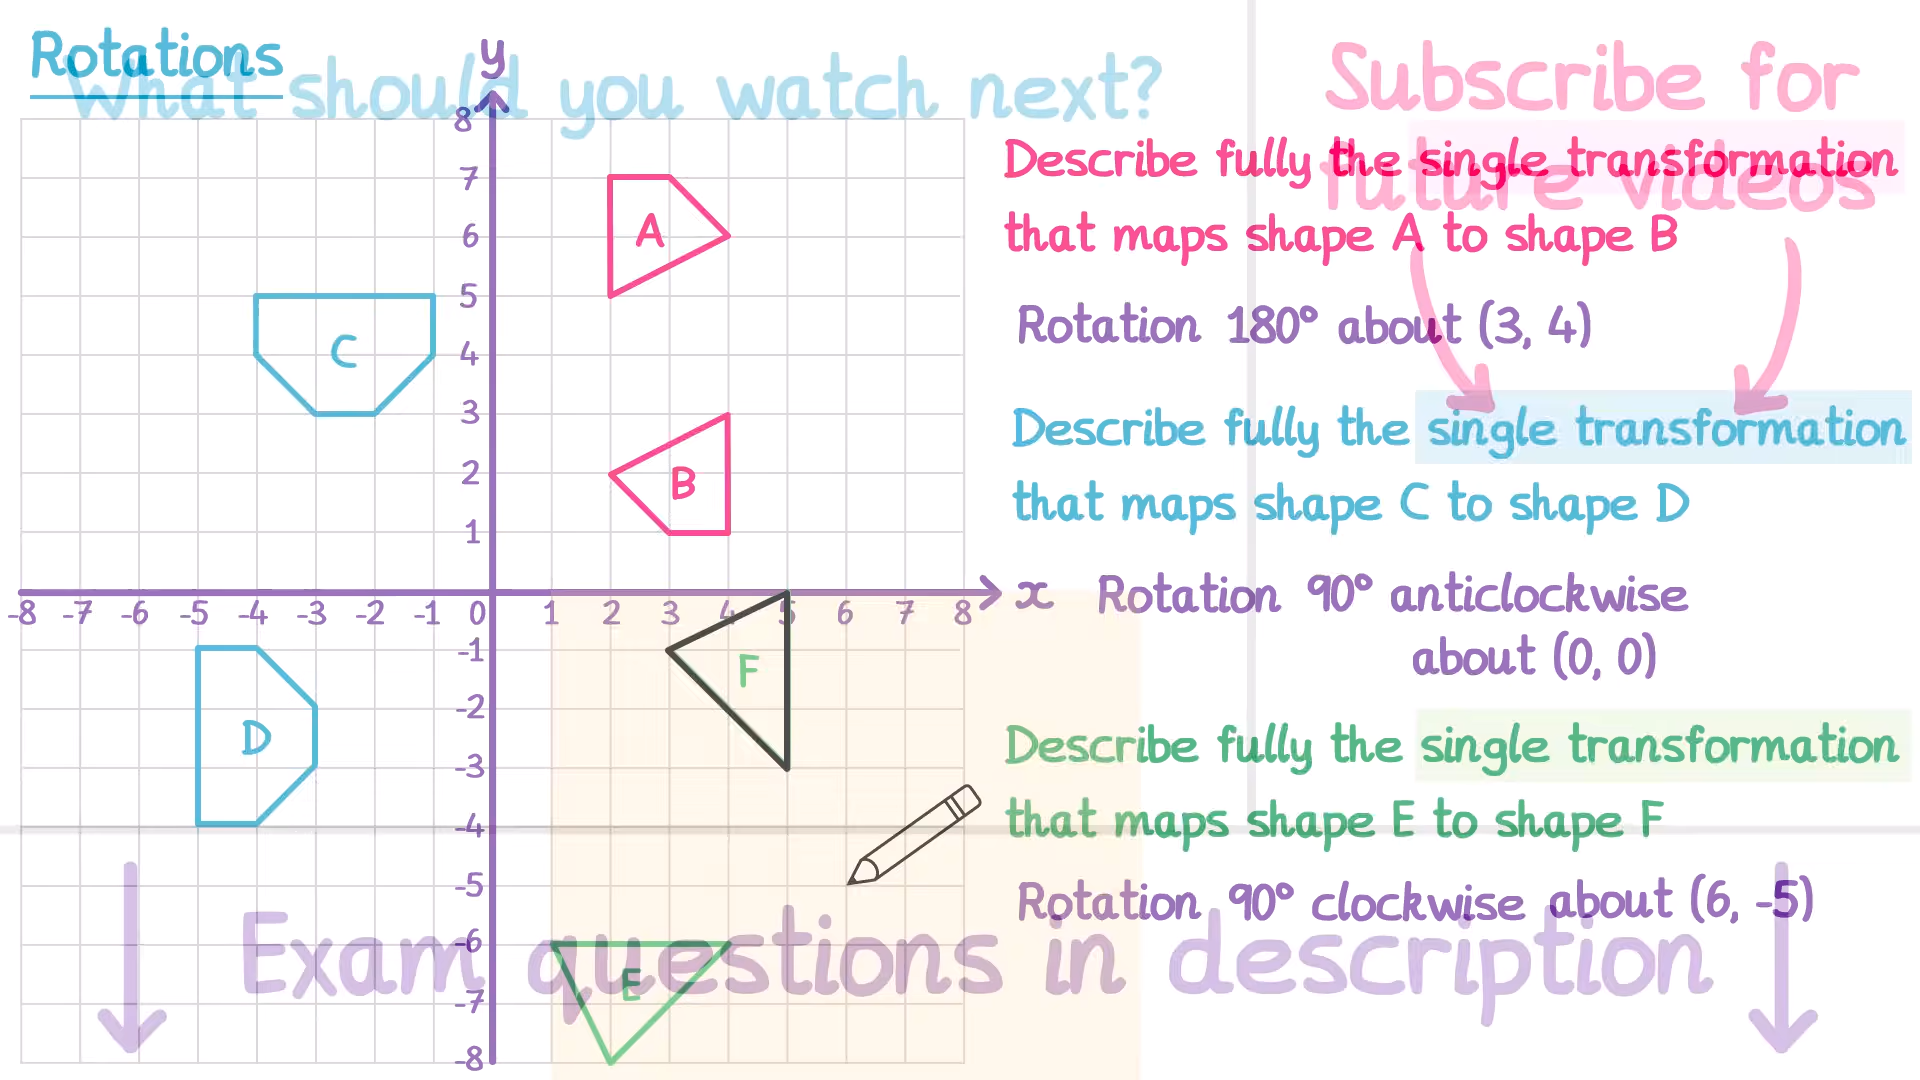 Rotations
What should you watch next?
Subscribe for
future videos
y
8
7
6
5
4
3
2
1
-8 -7 -6 -5 -4 -3 -2 -1 0 1 2 3 4 5 6 7 8 x
-1
-2
-3
-4
-5
-6
-7
-8
A
C
B
F
D
E
Describe fully the single transformation
that maps shape A to shape B
Rotation 180° about (3, 4)
Describe fully the single transformation
that maps shape C to shape D
Rotation 90° anticlockwise
about (0, 0)
Describe fully the single transformation
that maps shape E to shape F
Rotation 90° clockwise about (6, -5)
Exam questions in description